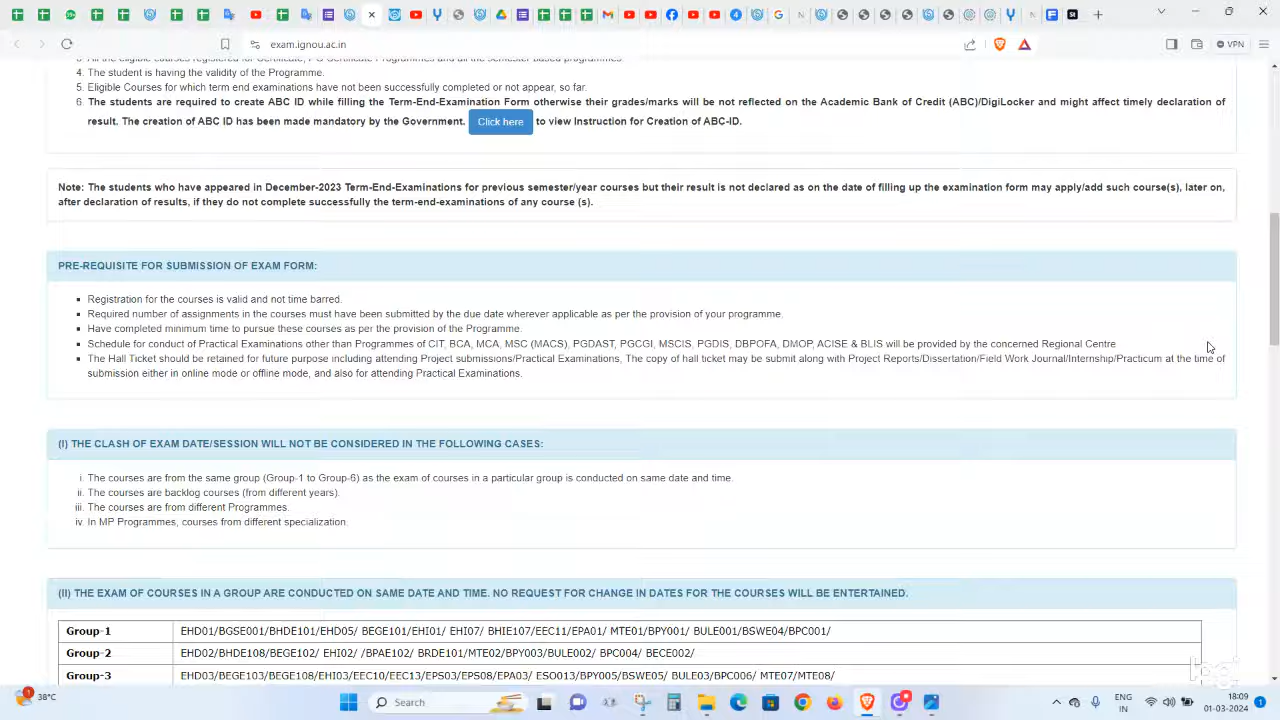 exam.ignou.ac.in
VPN
4. The student is having the validity of the Programme.
5. Eligible Courses for which term end examinations have not been successfully completed or not appear, so far.
6. The students are required to create ABC ID while filling the Term-End-Examination Form otherwise their grades/marks will be not reflected on the Academic Bank of Credit (ABC)/DigiLocker and might affect timely declaration of
result. The creation of ABC ID has been made mandatory by the Government. Click here to view Instruction for Creation of ABC-ID.
Note: The students who have appeared in December-2023 Term-End-Examinations for previous semester/year courses but their result is not declared as on the date of filling up the examination form may apply/add such course(s), later on,
after declaration of results, if they do not complete successfully the term-end-examinations of any course (s).
PRE-REQUISITE FOR SUBMISSION OF EXAM FORM:
Registration for the courses is valid and not time barred.
Required number of assignments in the courses must have been submitted by the due date wherever applicable as per the provision of your programme.
Have completed minimum time to pursue these courses as per the provision of the Programme.
Schedule for conduct of Practical Examinations other than Programmes of CIT, BCA, MCA, MSC (MACS), PGDAST, PGCGI, MSCIS, PGDIS, DBPOFA, DMOP, ACISE & BLIS will be provided by the concerned Regional Centre
The Hall Ticket should be retained for future purpose including attending Project submissions/Practical Examinations, The copy of hall ticket may be submit along with Project Reports/Dissertation/Field Work Journal/Internship/Practicum at the time of
submission either in online mode or offline mode, and also for attending Practical Examinations.
(I) THE CLASH OF EXAM DATE/SESSION WILL NOT BE CONSIDERED IN THE FOLLOWING CASES:
i. The courses are from the same group (Group-1 to Group-6) as the exam of courses in a particular group is conducted on same date and time.
ii. The courses are backlog courses (from different years).
iii. The courses are from different Programmes.
iv. In MP Programmes, courses from different specialization.
(II) THE EXAM OF COURSES IN A GROUP ARE CONDUCTED ON SAME DATE AND TIME. NO REQUEST FOR CHANGE IN DATES FOR THE COURSES WILL BE ENTERTAINED.
Group-1 EHD01/BGSE001/BHDE101/EHD05/ BEGE101/EHI01/ EHI07/ BHIE107/EEC11/EPA01/ MTE01/BPY001/ BULE001/BSWE04/BPC001/
Group-2 EHD02/BHDE108/BEGE102/ EHI02/ /BPAE102/ BRDE101/MTE02/BPY003/BULE002/ BPC004/ BECE002/
Group-3 EHD03/BEGE103/BEGE108/EHI03/EEC10/EEC13/EPS03/EPS08/EPA03/ ESO013/BPY005/BSWE05/ BULE03/BPC006/ MTE07/MTE08/
38°C
Search
ENG
IN
18:09
01-03-2024